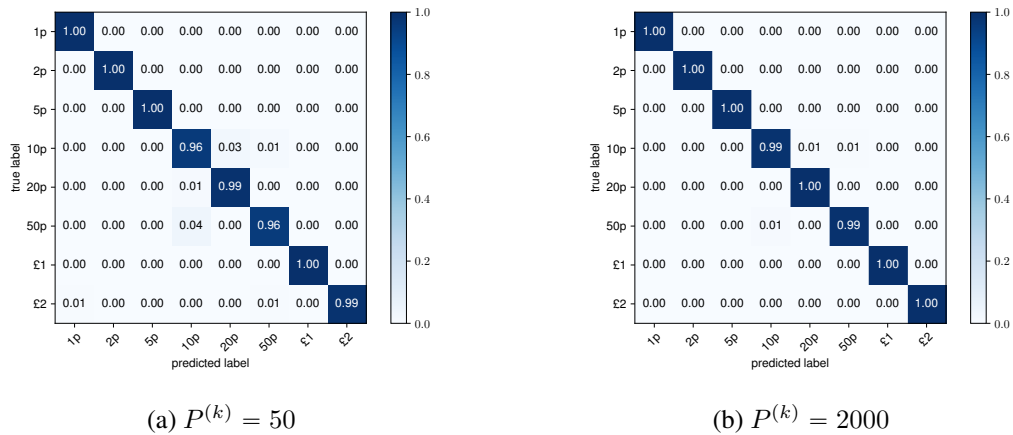 1p 1.00 0.00 0.00 0.00 0.00 0.00 0.00 0.00
2p 0.00 1.00 0.00 0.00 0.00 0.00 0.00 0.00
5p 0.00 0.00 1.00 0.00 0.00 0.00 0.00 0.00
10p 0.00 0.00 0.00 0.96 0.03 0.01 0.00 0.00
20p 0.00 0.00 0.00 0.01 0.99 0.00 0.00 0.00
50p 0.00 0.00 0.00 0.04 0.00 0.96 0.00 0.00
£1 0.00 0.00 0.00 0.00 0.00 0.00 1.00 0.00
£2 0.01 0.00 0.00 0.00 0.00 0.01 0.00 0.99
1p 2p 5p 10p 20p 50p £1 £2
true label
predicted label
1.0
0.8
0.6
0.4
0.2
0.0
(a) P^(k) = 50
1p 1.00 0.00 0.00 0.00 0.00 0.00 0.00 0.00
2p 0.00 1.00 0.00 0.00 0.00 0.00 0.00 0.00
5p 0.00 0.00 1.00 0.00 0.00 0.00 0.00 0.00
10p 0.00 0.00 0.00 0.99 0.01 0.01 0.00 0.00
20p 0.00 0.00 0.00 0.00 1.00 0.00 0.00 0.00
50p 0.00 0.00 0.00 0.01 0.00 0.99 0.00 0.00
£1 0.00 0.00 0.00 0.00 0.00 0.00 1.00 0.00
£2 0.00 0.00 0.00 0.00 0.00 0.00 0.00 1.00
1p 2p 5p 10p 20p 50p £1 £2
true label
predicted label
1.0
0.8
0.6
0.4
0.2
0.0
(b) P^(k) = 2000